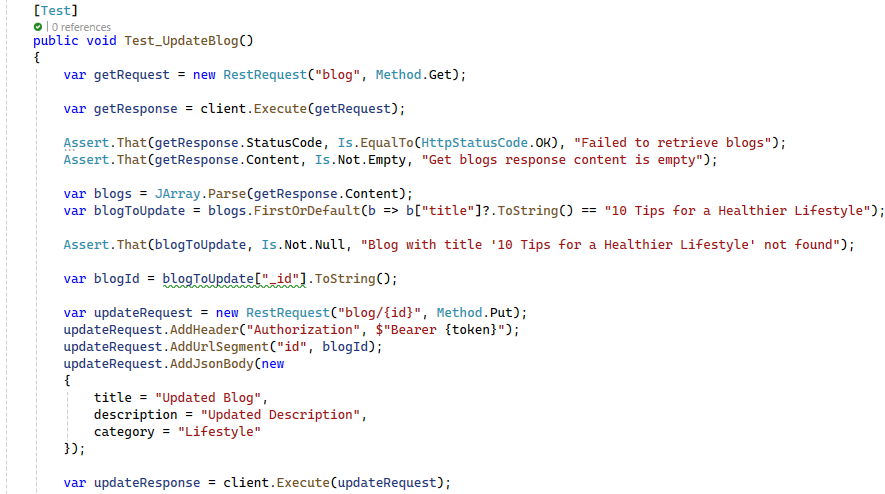 [Test]
| 0 references
public void Test_UpdateBlog()
{
var getRequest = new RestRequest("blog", Method.Get);
var getResponse = client.Execute(getRequest);
Assert.That(getResponse.StatusCode, Is.EqualTo(HttpStatusCode.OK), "Failed to retrieve blogs");
Assert.That(getResponse.Content, Is.Not.Empty, "Get blogs response content is empty");
var blogs = JArray.Parse(getResponse.Content);
var blogToUpdate = blogs.FirstOrDefault(b => b["title"]?.ToString() == "10 Tips for a Healthier Lifestyle");
Assert.That(blogToUpdate, Is.Not.Null, "Blog with title '10 Tips for a Healthier Lifestyle' not found");
var blogId = blogToUpdate["_id"].ToString();
var updateRequest = new RestRequest("blog/{id}", Method.Put);
updateRequest.AddHeader("Authorization", $"Bearer {token}");
updateRequest.AddUrlSegment("id", blogId);
updateRequest.AddJsonBody(new
{
title = "Updated Blog",
description = "Updated Description",
category = "Lifestyle"
});
var updateResponse = client.Execute(updateRequest);